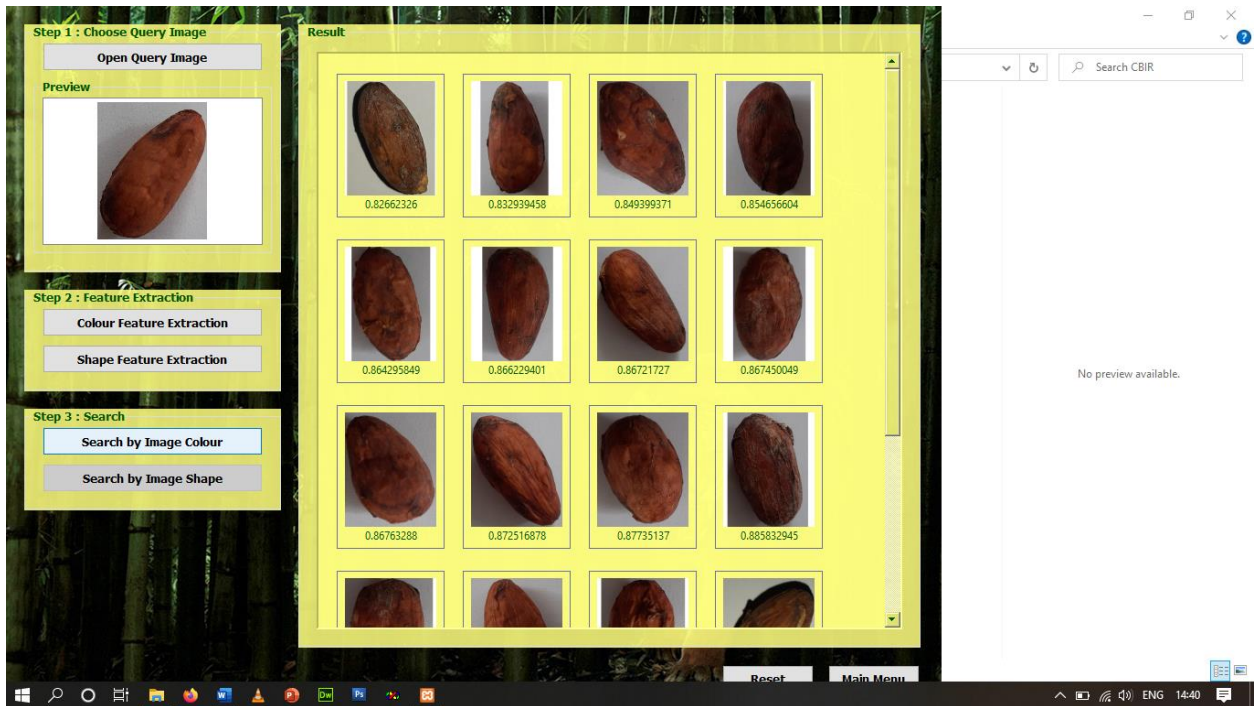 Step 1 : Choose Query Image
Open Query Image
Preview
Step 2 : Feature Extraction
Colour Feature Extraction
Shape Feature Extraction
Step 3 : Search
Search by Image Colour
Search by Image Shape
Result
0.82662326 0.832939458 0.849399371 0.854656604
0.864295849 0.866229401 0.86721727 0.867450049
0.86763288 0.872516878 0.87735137 0.885832945
Reset Main Menu
Search CBIR
No preview available.
ENG 14:40